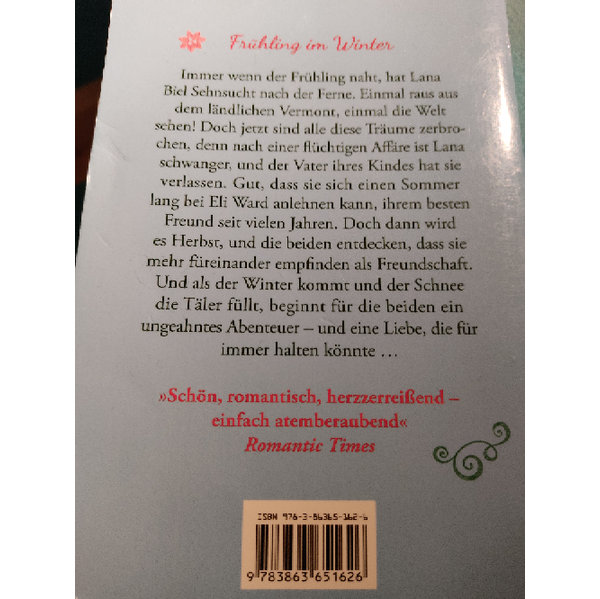 Frühling im Winter
Immer wenn der Frühling naht, hat Lana
Biel Sehnsucht nach der Ferne. Einmal raus aus
dem ländlichen Vermont, einmal die Welt
sehen! Doch jetzt sind alle diese Träume zerbro-
chen, denn nach einer flüchtigen Affäre ist Lana
schwanger, und der Vater ihres Kindes hat sie
verlassen. Gut, dass sie sich einen Sommer
lang bei Eli Ward anlehnen kann, ihrem besten
Freund seit vielen Jahren. Doch dann wird
es Herbst, und die beiden entdecken, dass sie
mehr füreinander empfinden als Freundschaft.
Und als der Winter kommt und der Schnee
die Täler füllt, beginnt für die beiden ein
ungeahntes Abenteuer – und eine Liebe, die für
immer halten könnte ...
»Schön, romantisch, herzzerreißend –
einfach atemberaubend«
Romantic Times
ISBN 978-3-86365-162-6
9 783863 651626